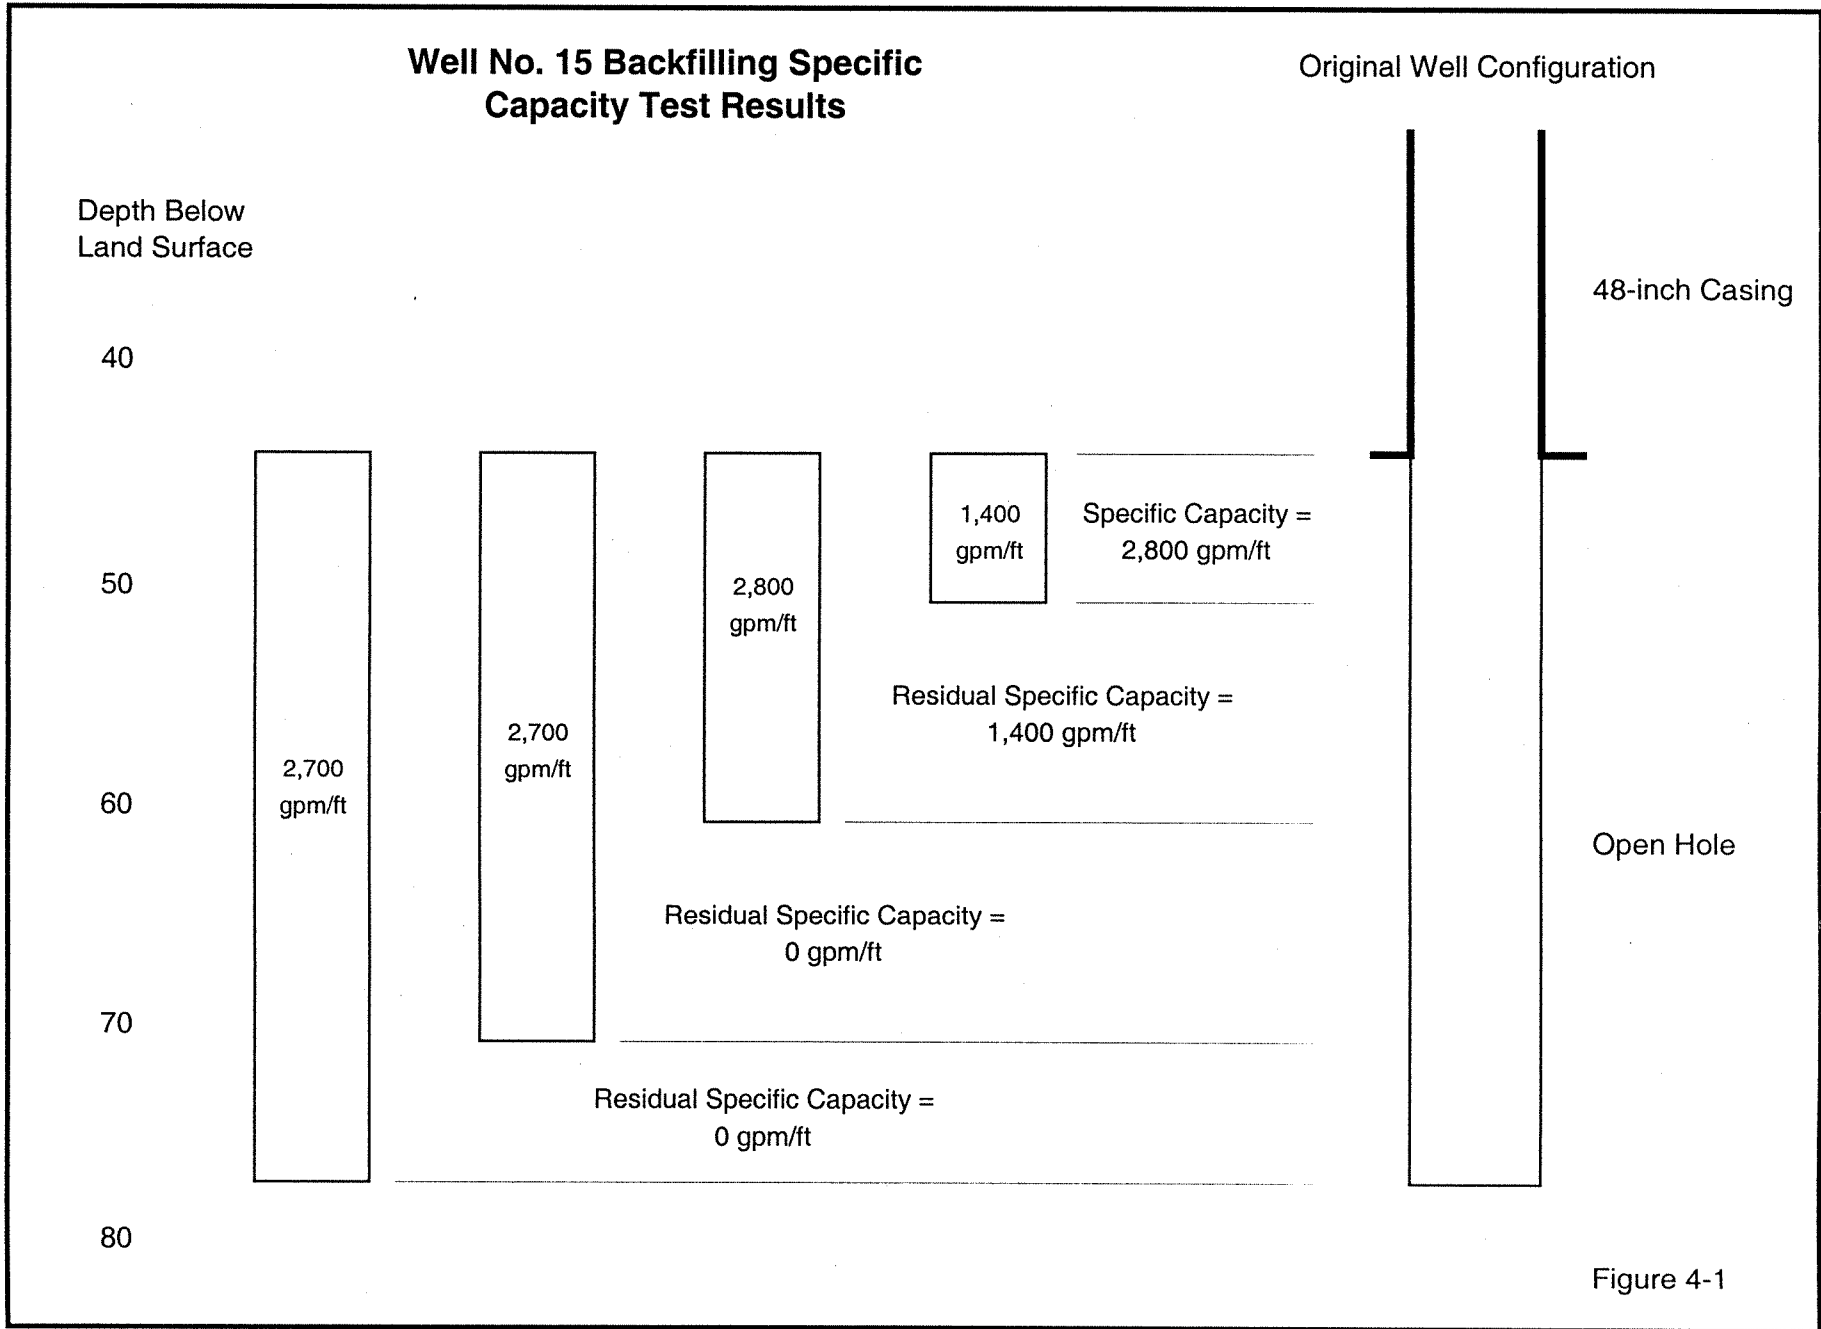 Well No. 15 Backfilling Specific
Capacity Test Results
Original Well Configuration
Depth Below
Land Surface
48-inch Casing
40
1,400
gpm/ft
Specific Capacity =
2,800 gpm/ft
50
2,800
gpm/ft
Residual Specific Capacity =
1,400 gpm/ft
2,700
gpm/ft
2,700
gpm/ft
60
Open Hole
Residual Specific Capacity =
0 gpm/ft
70
Residual Specific Capacity =
0 gpm/ft
80
Figure 4-1